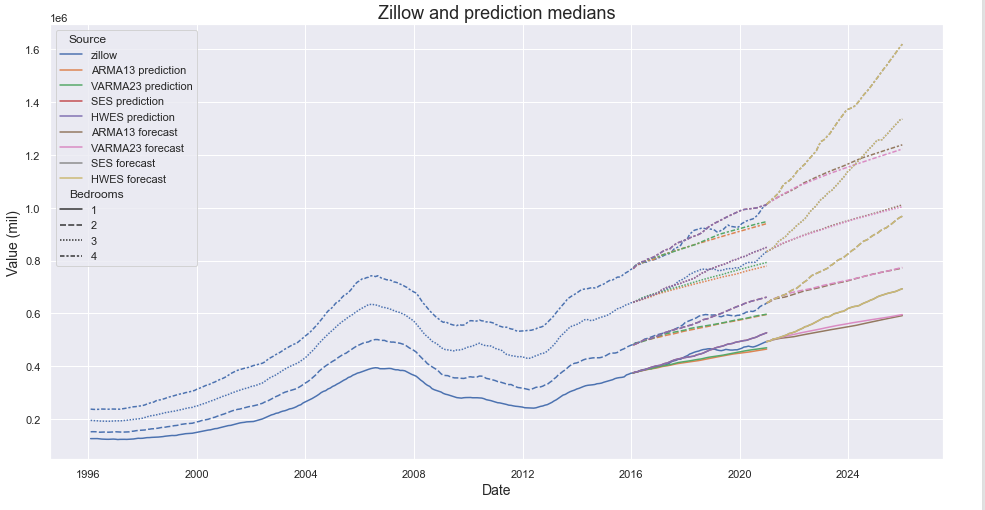 Zillow and prediction medians
1e6
Source
zillow
ARMA13 prediction
VARMA23 prediction
SES prediction
HWES prediction
ARMA13 forecast
VARMA23 forecast
SES forecast
HWES forecast
Bedrooms
1
2
3
4
1.6
1.4
1.2
1.0
0.8
0.6
0.4
0.2
Value (mil)
1996 2000 2004 2008 2012 2016 2020 2024
Date